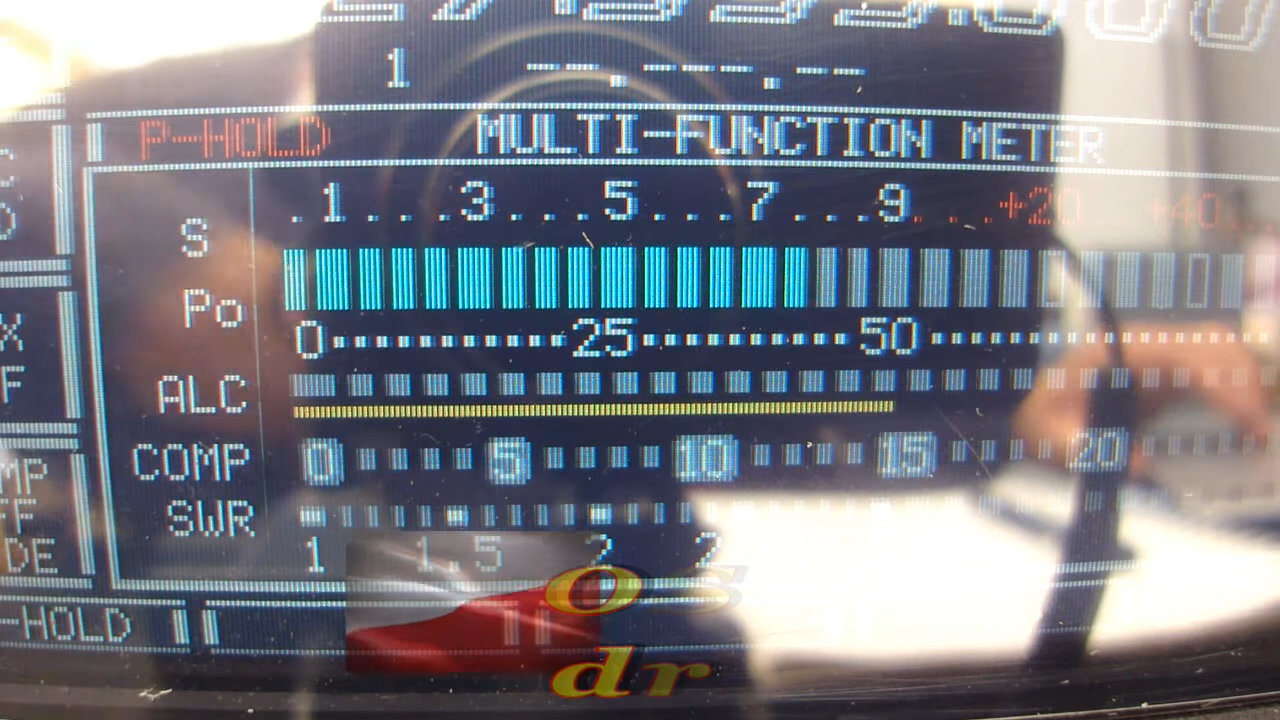 1 --.---.--
P-HOLD MULTI-FUNCTION METER
S .1...3...5...7...9....+20 +40
Po 0 25 50
ALC
COMP 0 5 10 15 20
SWR
1 1.5 2
-HOLD
Os
dr